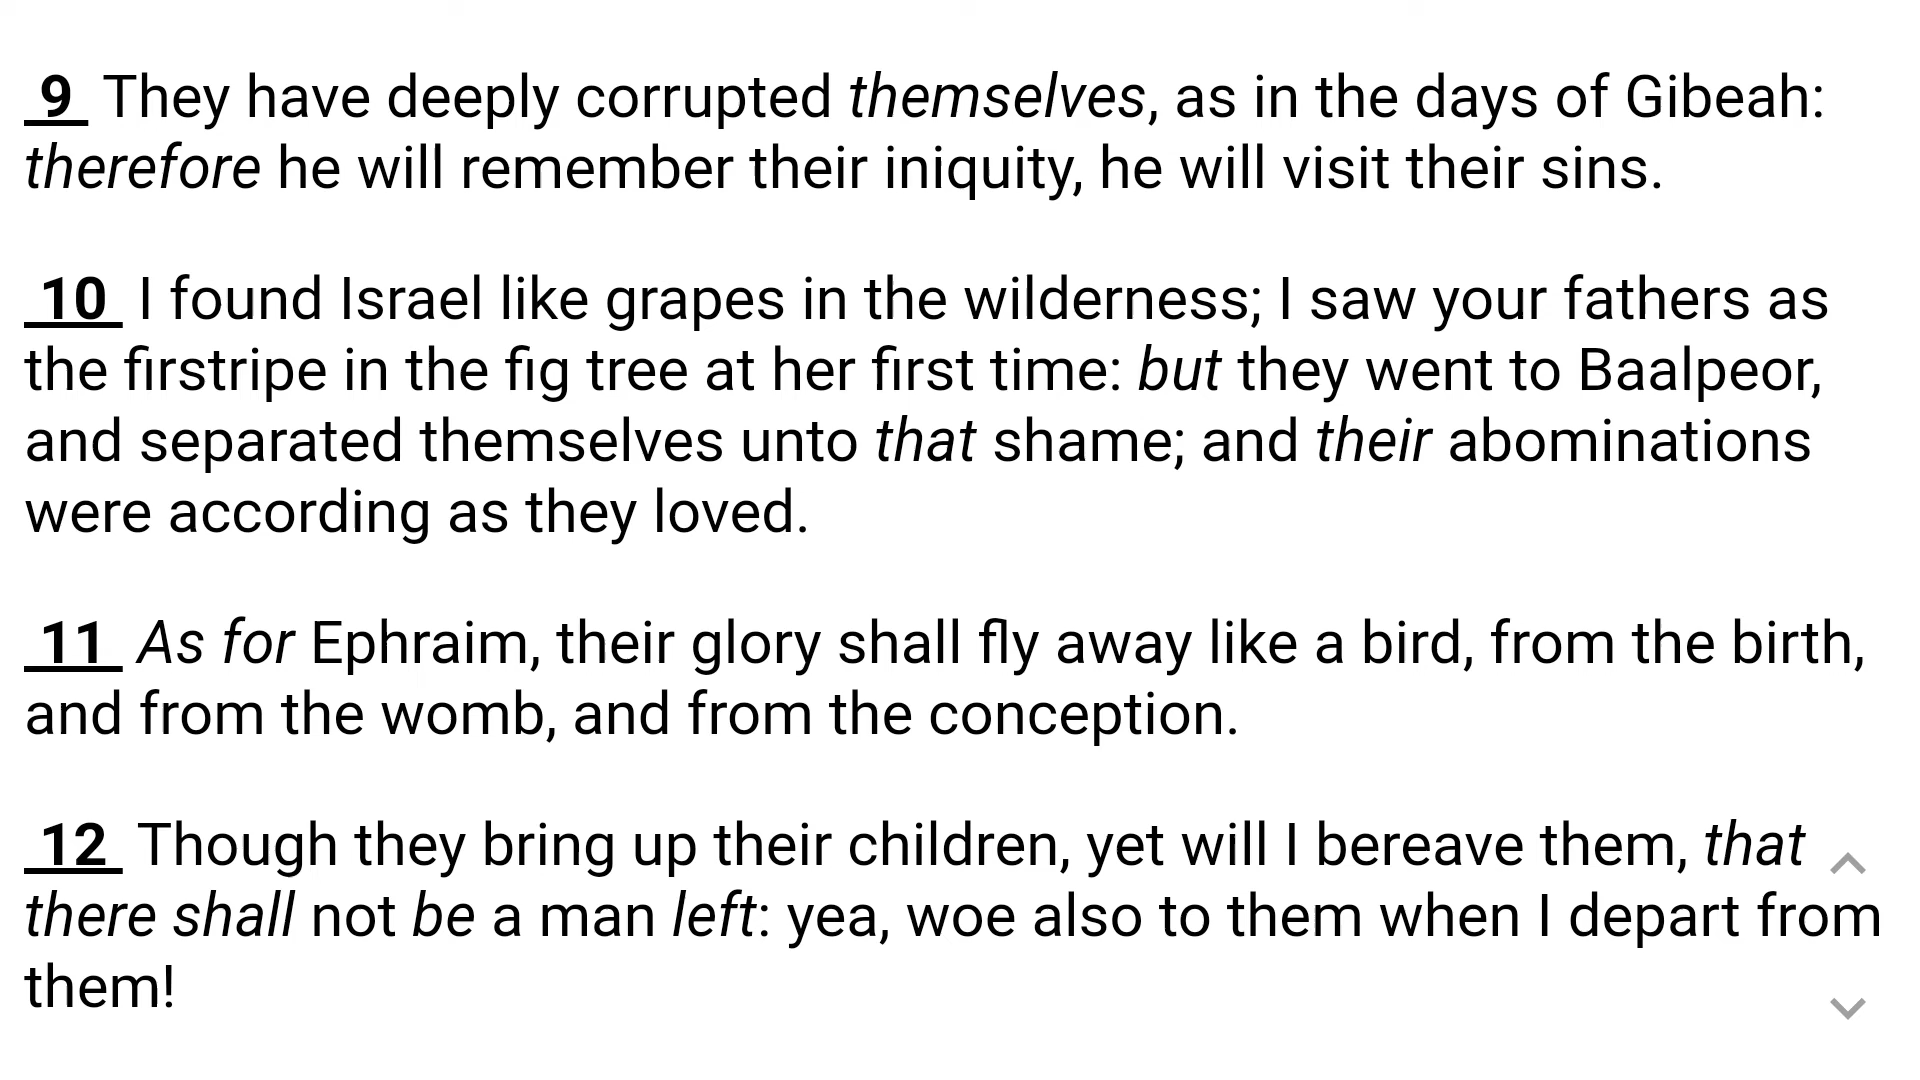 9 They have deeply corrupted themselves, as in the days of Gibeah:
therefore he will remember their iniquity, he will visit their sins.
10 I found Israel like grapes in the wilderness; I saw your fathers as
the firstripe in the fig tree at her first time: but they went to Baalpeor,
and separated themselves unto that shame; and their abominations
were according as they loved.
11 As for Ephraim, their glory shall fly away like a bird, from the birth,
and from the womb, and from the conception.
12 Though they bring up their children, yet will I bereave them, that
there shall not be a man left: yea, woe also to them when I depart from
them!